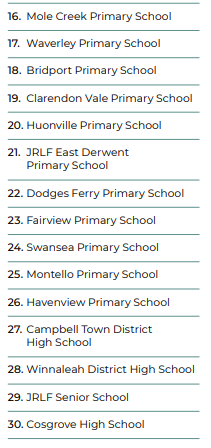 16. Mole Creek Primary School
17. Waverley Primary School
18. Bridport Primary School
19. Clarendon Vale Primary School
20. Huonville Primary School
21. JRLF East Derwent
Primary School
22. Dodges Ferry Primary School
23. Fairview Primary School
24. Swansea Primary School
25. Montello Primary School
26. Havenview Primary School
27. Campbell Town District
High School
28. Winnaleah District High School
29. JRLF Senior School
30. Cosgrove High School